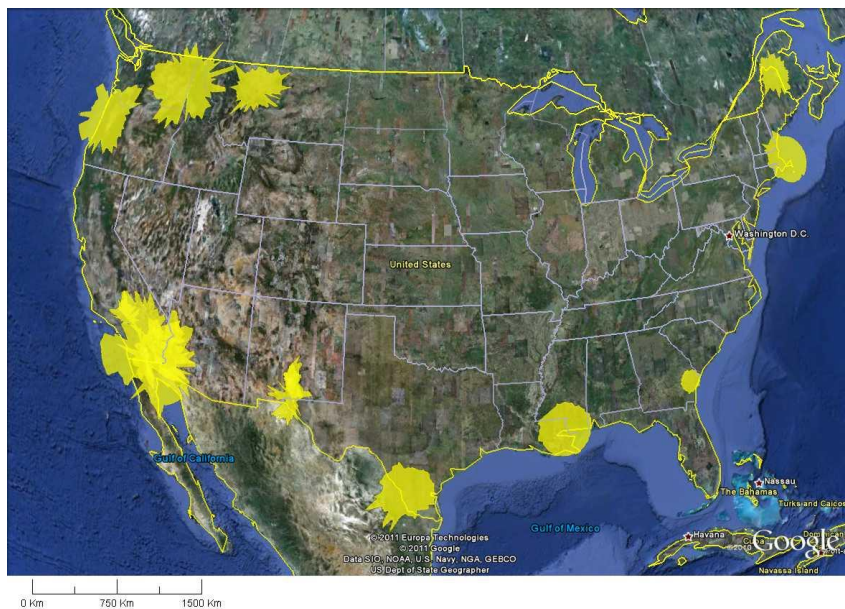 United States
Washington D.C.
Gulf of California
Nassau
The Bahamas
Turks and Caicos
Gulf of Mexico
Havana
Cuba
©2011 Europa Technologies
© 2011 Google
Data SIO, NOAA, U.S. Navy, NGA, GEBCO
US Dept of State Geographer
Google
Navassa Island
0 Km 750 Km 1500 Km